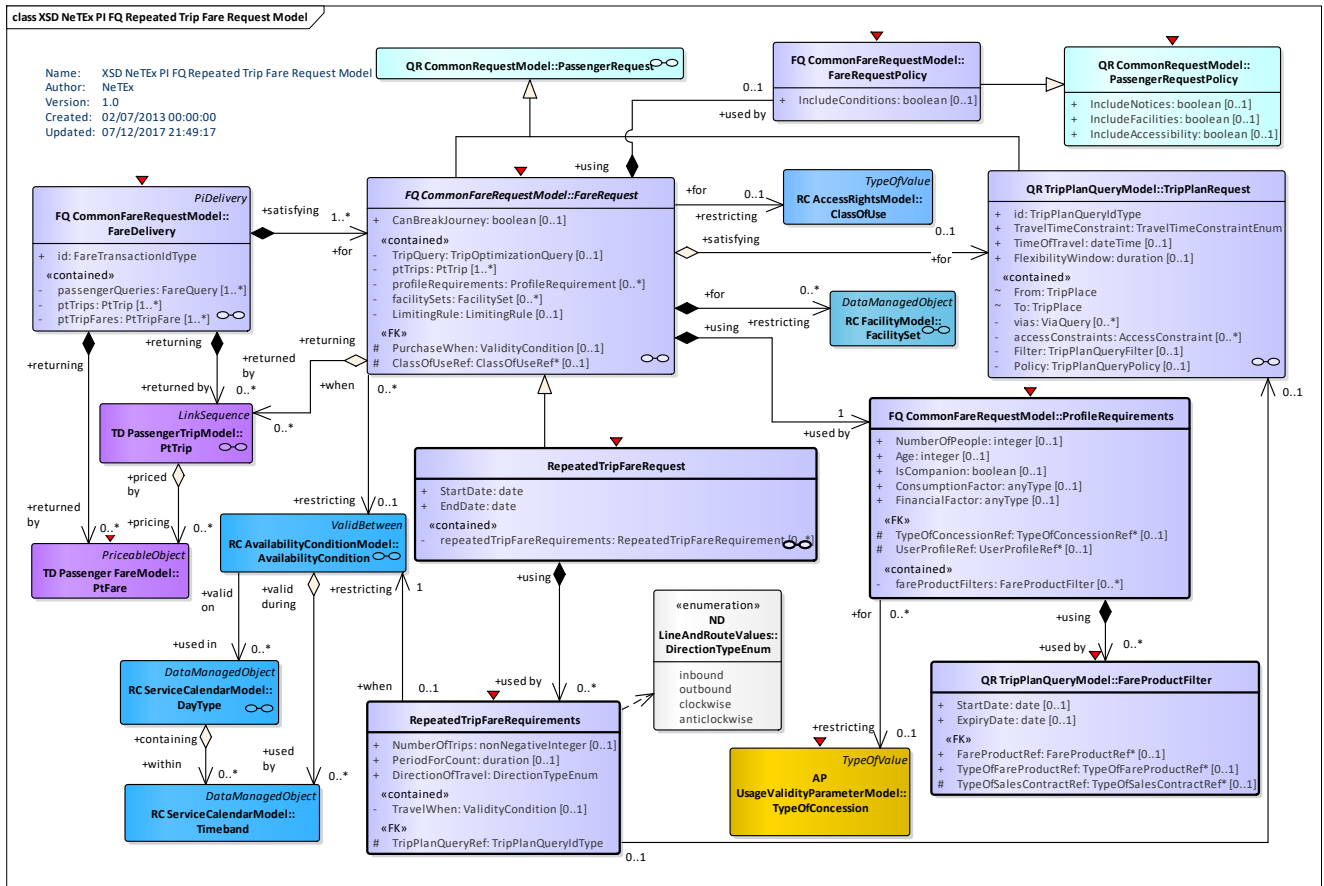 class XSD NeTEx PI FQ Repeated Trip Fare Request Model
Name: XSD NeTEx PI FQ Repeated Trip Fare Request Model
Author: NeTEx
Version: 1.0
Created: 02/07/2013 00:00:00
Updated: 07/12/2017 21:49:17
QR CommonRequestModel::PassengerRequest
FQ CommonFareRequestModel::
FareRequestPolicy
+ IncludeConditions: boolean [0..1]
QR CommonRequestModel::
PassengerRequestPolicy
+ IncludeNotices: boolean [0..1]
+ IncludeFacilities: boolean [0..1]
+ IncludeAccessibility: boolean [0..1]
0..1
+used by
+using
PiDelivery
FQ CommonFareRequestModel::
FareDelivery
+ id: FareTransactionIdType
«contained»
- passengerQueries: FareQuery [1..*]
- ptTrips: PtTrip [1..*]
- ptTripFares: PtTripFare [1..*]
+satisfying
1..*
+for
FQ CommonFareRequestModel::FareRequest
+ CanBreakJourney: boolean [0..1]
«contained»
- TripQuery: TripOptimizationQuery [0..1]
- ptTrips: PtTrip [1..*]
- profileRequirements: ProfileRequirement [0..*]
- facilitySets: FacilitySet [0..*]
- LimitingRule: LimitingRule [0..1]
«FK»
# PurchaseWhen: ValidityCondition [0..1]
# ClassOfUseRef: ClassOfUseRef* [0..1]
+for
0..1
+restricting
TypeOfValue
RC AccessRightsModel::
ClassOfUse
+satisfying
0..1
+for
QR TripPlanQueryModel::TripPlanRequest
+ id: TripPlanQueryIdType
+ TravelTimeConstraint: TravelTimeConstraintEnum
+ TimeOfTravel: dateTime [0..1]
+ FlexibilityWindow: duration [0..1]
«contained»
~ From: TripPlace
~ To: TripPlace
- vias: ViaQuery [0..*]
- accessConstraints: AccessConstraint [0..*]
- Filter: TripPlanQueryFilter [0..1]
- Policy: TripPlanQueryPolicy [0..1]
+for
0..*
+restricting
DataManagedObject
RC FacilityModel::
FacilitySet
+using
1
+used by
+returning
+returning
+returned by
+returned
by
0..*
+returning
0..*
+when
0..*
+restricting
0..1
LinkSequence
TD PassengerTripModel::
PtTrip
+priced
by
+pricing
0..*
+returned
by
0..*
PriceableObject
TD Passenger FareModel::
PtFare
0..1
FQ CommonFareRequestModel::ProfileRequirements
+ NumberOfPeople: integer [0..1]
+ Age: integer [0..1]
+ IsCompanion: boolean [0..1]
+ ConsumptionFactor: anyType [0..1]
+ FinancialFactor: anyType [0..1]
«FK»
# TypeOfConcessionRef: TypeOfConcessionRef* [0..1]
# UserProfileRef: UserProfileRef* [0..1]
«contained»
- fareProductFilters: FareProductFilter [0..*]
RepeatedTripFareRequest
+ StartDate: date
+ EndDate: date
«contained»
- repeatedTripFareRequirements: RepeatedTripFareRequirement [0..*]
ValidBetween
RC AvailabilityConditionModel::
AvailabilityCondition
+valid
on
+used in
0..*
+valid
during
+used
by
0..*
+restricting
1
+when
0..1
+using
+used by
0..*
«enumeration»
ND
LineAndRouteValues::
DirectionTypeEnum
inbound
outbound
clockwise
anticlockwise
+for
0..*
+restricting
0..1
+using
+used by
0..*
DataManagedObject
RC ServiceCalendarModel::
DayType
+containing
+within
0..*
DataManagedObject
RC ServiceCalendarModel::
Timeband
RepeatedTripFareRequirements
+ NumberOfTrips: nonNegativeInteger [0..1]
+ PeriodForCount: duration [0..1]
+ DirectionOfTravel: DirectionTypeEnum
«contained»
- TravelWhen: ValidityCondition [0..1]
«FK»
# TripPlanQueryRef: TripPlanQueryIdType
0..1
TypeOfValue
AP
UsageValidityParameterModel::
TypeOfConcession
QR TripPlanQueryModel::FareProductFilter
+ StartDate: date [0..1]
+ ExpiryDate: date [0..1]
«FK»
+ FareProductRef: FareProductRef* [0..1]
+ TypeOfFareProductRef: TypeOfFareProductRef* [0..1]
# TypeOfSalesContractRef: TypeOfSalesContractRef* [0..1]